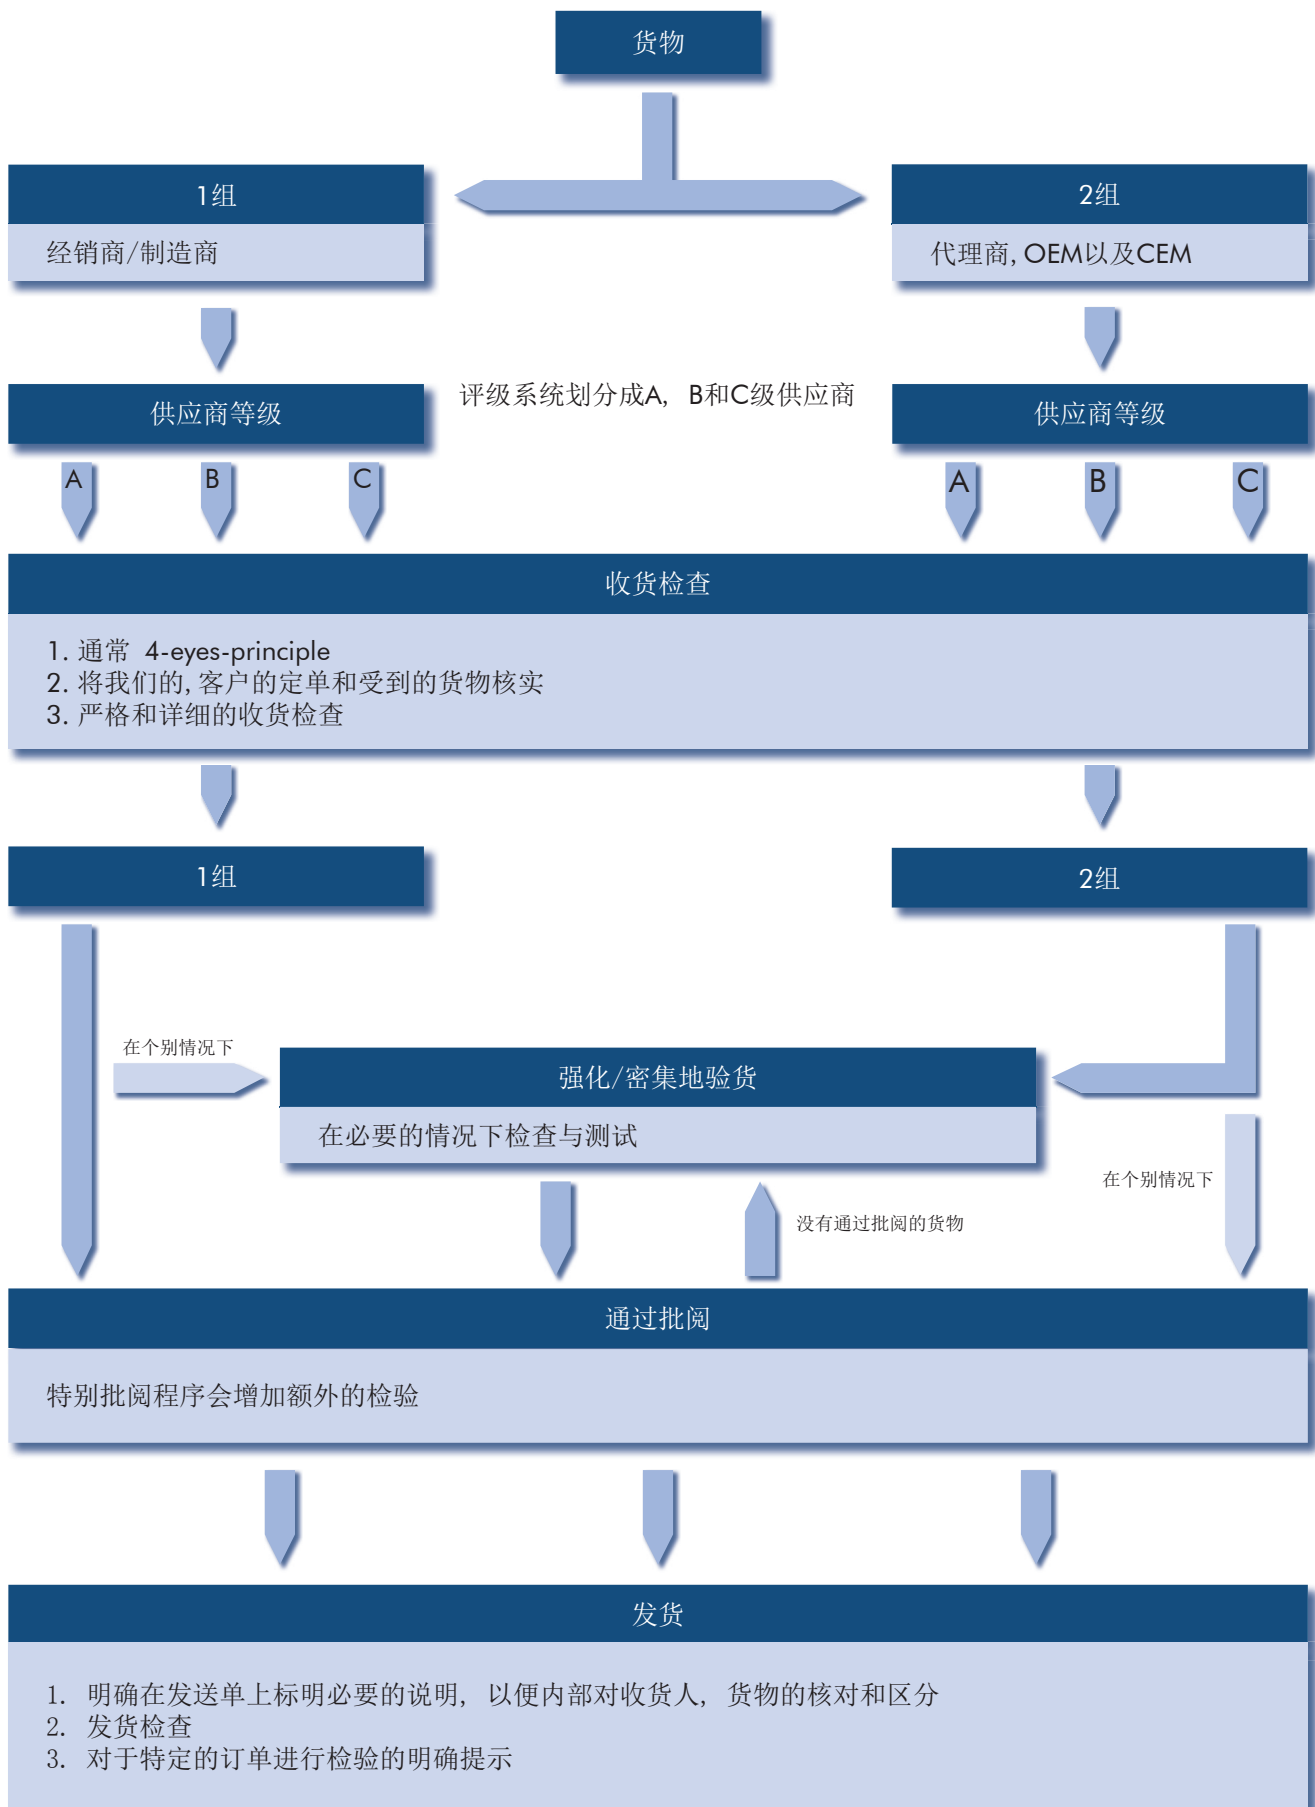 货物
1组
2组
经销商/制造商
代理商, OEM以及CEM
供应商等级
评级系统划分成A, B和C级供应商
供应商等级
A
B
C
A
B
C
收货检查
1. 通常 4-eyes-principle
2. 将我们的, 客户的定单和受到的货物核实
3. 严格和详细的收货检查
1组
2组
在个别情况下
强化/密集地验货
在必要的情况下检查与测试
在个别情况下
没有通过批阅的货物
通过批阅
特别批阅程序会增加额外的检验
发货
1. 明确在发送单上标明必要的说明, 以便内部对收货人, 货物的核对和区分
2. 发货检查
3. 对于特定的订单进行检验的明确提示